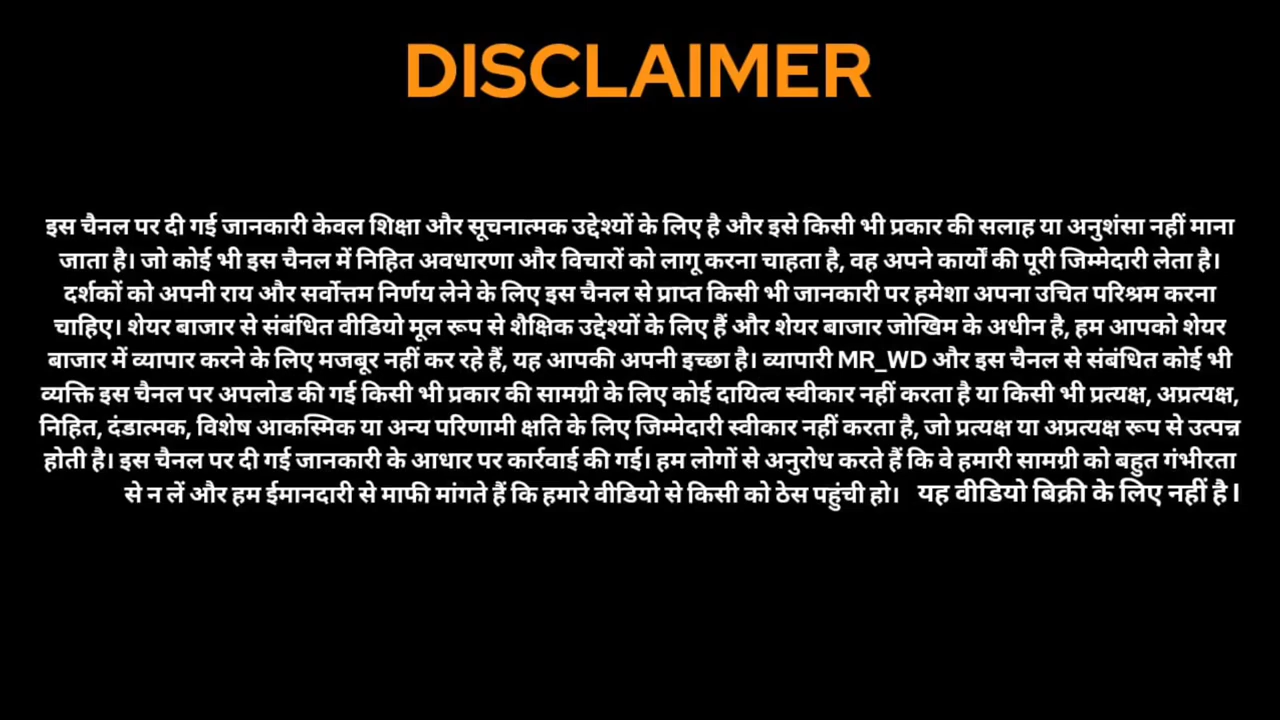 DISCLAIMER
इस चैनल पर दी गई जानकारी केवल शिक्षा और सूचनात्मक उद्देश्यों के लिए है और इसे किसी भी प्रकार की सलाह या अनुशंसा नहीं माना
जाता है। जो कोई भी इस चैनल में निहित अवधारणा और विचारों को लागू करना चाहता है, वह अपने कार्यों की पूरी जिम्मेदारी लेता है।
दर्शकों को अपनी राय और सर्वोत्तम निर्णय लेने के लिए इस चैनल से प्राप्त किसी भी जानकारी पर हमेशा अपना उचित परिश्रम करना
चाहिए। शेयर बाजार से संबंधित वीडियो मूल रूप से शैक्षिक उद्देश्यों के लिए हैं और शेयर बाजार जोखिम के अधीन है, हम आपको शेयर
बाजार में व्यापार करने के लिए मजबूर नहीं कर रहे हैं, यह आपकी अपनी इच्छा है। व्यापारी MR_WD और इस चैनल से संबंधित कोई भी
व्यक्ति इस चैनल पर अपलोड की गई किसी भी प्रकार की सामग्री के लिए कोई दायित्व स्वीकार नहीं करता है या किसी भी प्रत्यक्ष, अप्रत्यक्ष,
निहित, दंडात्मक, विशेष आकस्मिक या अन्य परिणामी क्षति के लिए जिम्मेदारी स्वीकार नहीं करता है, जो प्रत्यक्ष या अप्रत्यक्ष रूप से उत्पन्न
होती है। इस चैनल पर दी गई जानकारी के आधार पर कार्रवाई की गई। हम लोगों से अनुरोध करते हैं कि वे हमारी सामग्री को बहुत गंभीरता
से न लें और हम ईमानदारी से माफी मांगते हैं कि हमारे वीडियो से किसी को ठेस पहुंची हो। यह वीडियो बिक्री के लिए नहीं है।